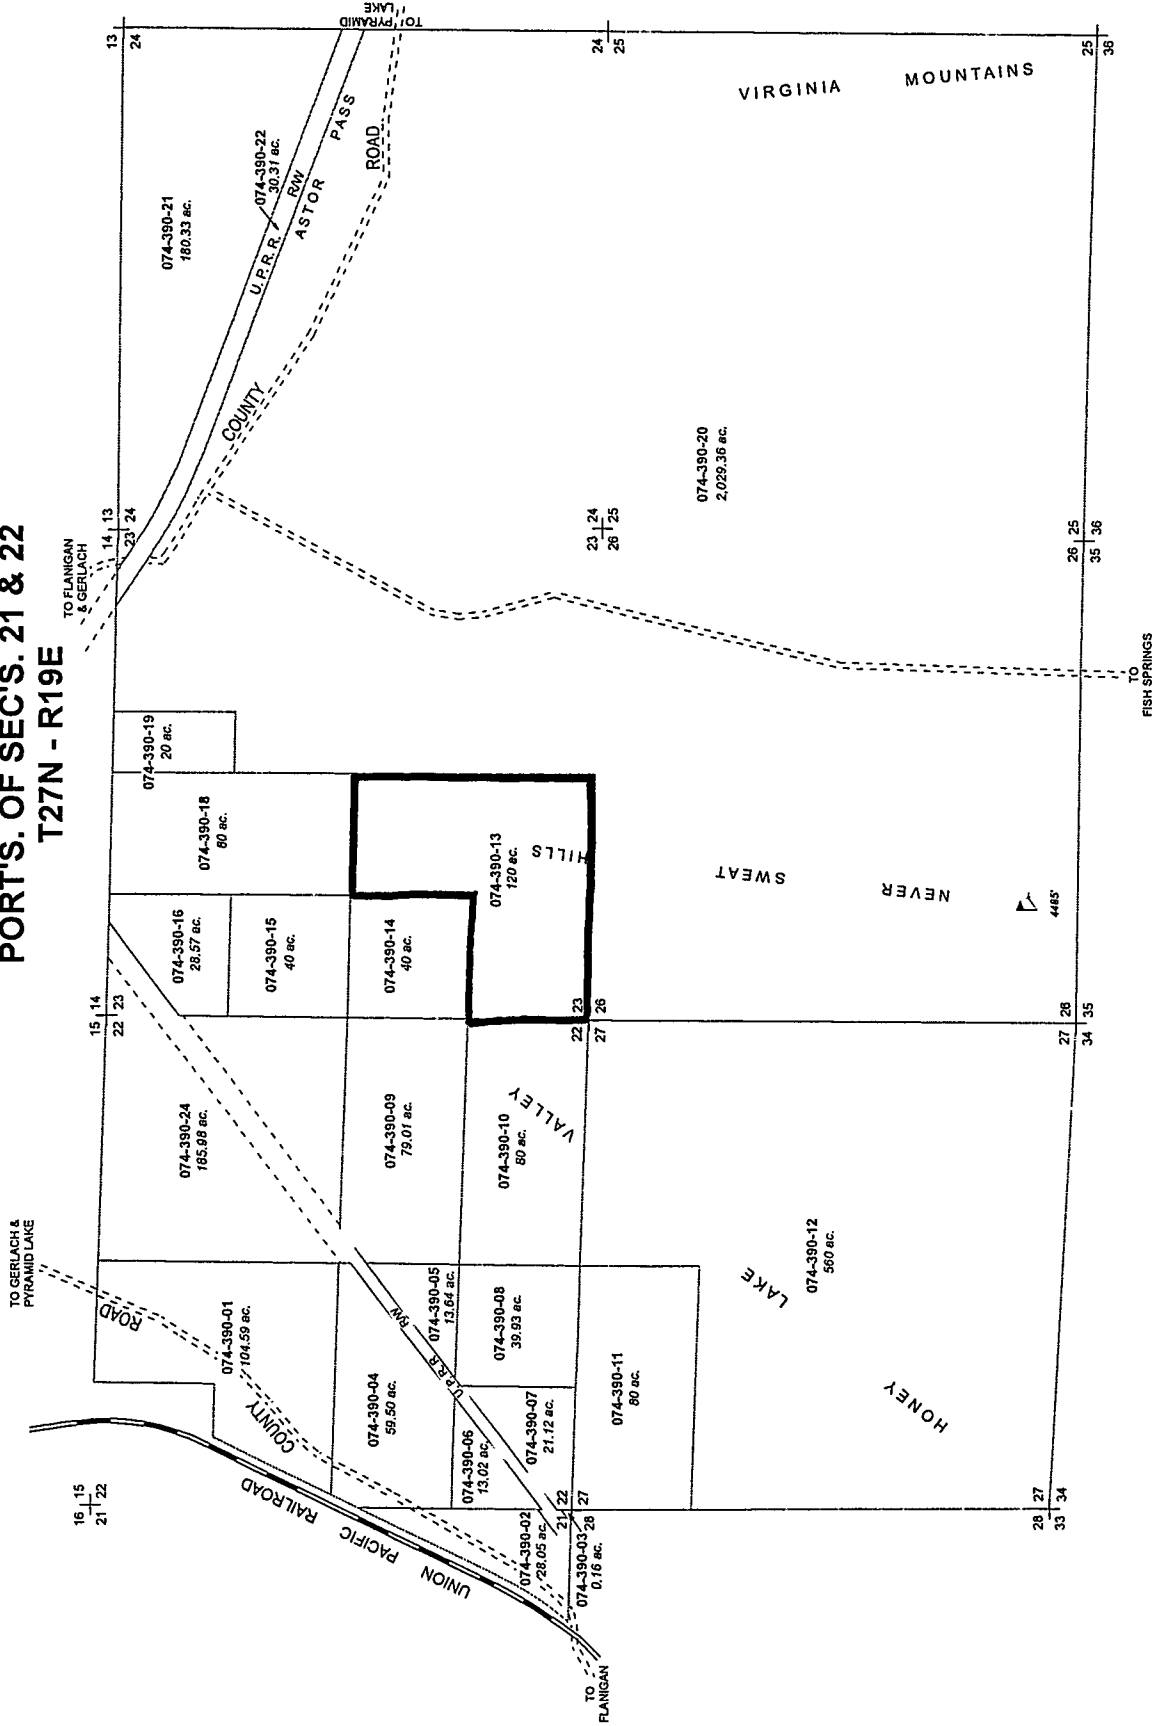 PORT'S. OF SEC'S. 21 & 22
T27N - R19E
TO GERLACH &
PYRAMID LAKE
TO FLANIGAN
& GERLACH
TO PYRAMID
LAKE
16 15
21 22
15 14
22 23
14 13
23 24
13
24
ROAD
074-390-01
104.59 ac.
COUNTY
UNION PACIFIC RAILROAD
074-390-24
185.98 ac.
074-390-16
28.57 ac.
074-390-15
40 ac.
074-390-18
80 ac.
074-390-19
20 ac.
074-390-21
180.33 ac.
074-390-22
30.31 ac.
U.P.R.R. R/W
ASTOR PASS
COUNTY ROAD
074-390-04
59.50 ac.
U.P.R.R R/W
074-390-05
13.64 ac.
074-390-09
79.01 ac.
074-390-14
40 ac.
074-390-13
120 ac.
074-390-06
13.02 ac.
074-390-07
21.12 ac.
074-390-08
39.93 ac.
074-390-10
80 ac.
074-390-02
28.05 ac.
074-390-03
0.16 ac.
21 22
28 27
22 23
27 26
23 24
26 25
24
25
TO
FLANIGAN
074-390-11
80 ac.
074-390-12
560 ac.
HONEY LAKE VALLEY
NEVER SWEAT HILLS
4485'
074-390-20
2,029.36 ac.
VIRGINIA MOUNTAINS
28 27
33 34
27 26
34 35
26 25
35 36
25
36
TO
FISH SPRINGS